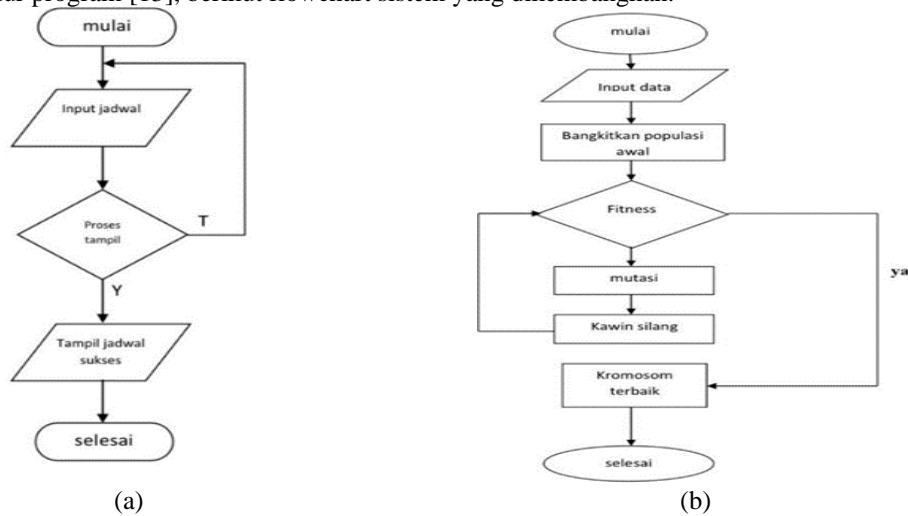 mulai
Input jadwal
Proses
tampil
T
Y
Tampil jadwal
sukses
selesai
(a)
mulai
Input data
Bangkitkan populasi
awal
Fitness
ya
mutasi
Kawin silang
Kromosom
terbaik
selesai
(b)